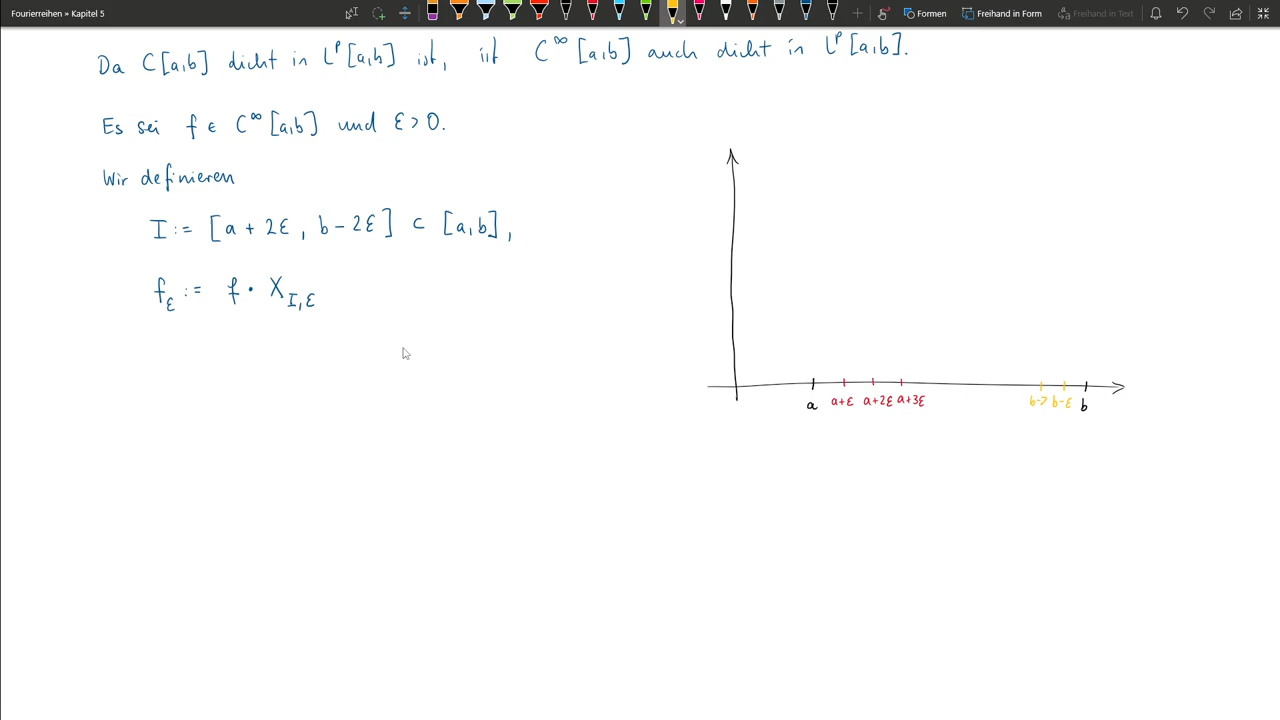 Fourierreihen » Kapitel 5
Formen
Freihand in Form
Freihand in Text
Da C[a,b] dicht in L^p[a,b] ist, ist C^∞[a,b] auch dicht in L^p[a,b].
Es sei f ∈ C^∞[a,b] und ε > 0.
Wir definieren
I := [a + 2ε, b - 2ε] ⊂ [a,b],
f_ε := f · χ_{I,ε}
a a+ε a+2ε a+3ε b-2 b-ε b